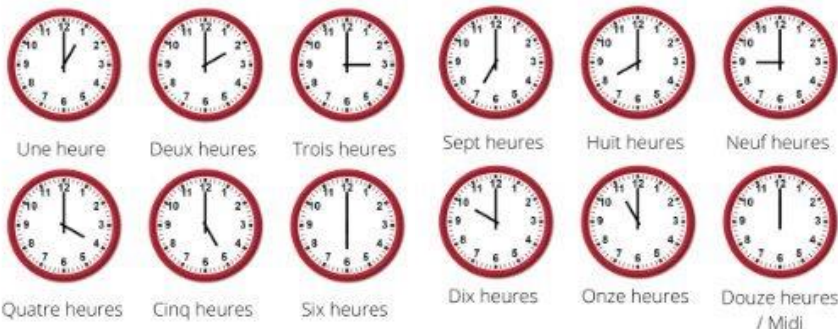 Une heure
Deux heures
Trois heures
Sept heures
Huit heures
Neuf heures
Quatre heures
Cinq heures
Six heures
Dix heures
Onze heures
Douze heures
/ Midi